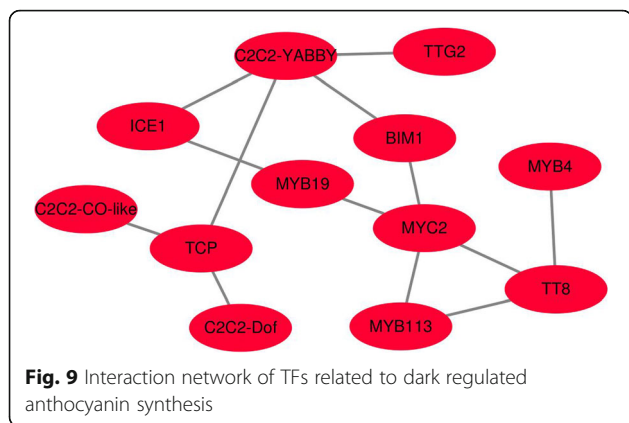 C2C2-YABBY
TTG2
ICE1
BIM1
MYB4
MYB19
C2C2-CO-like
MYC2
TCP
TT8
C2C2-Dof
MYB113
Fig. 9 Interaction network of TFs related to dark regulated
anthocyanin synthesis